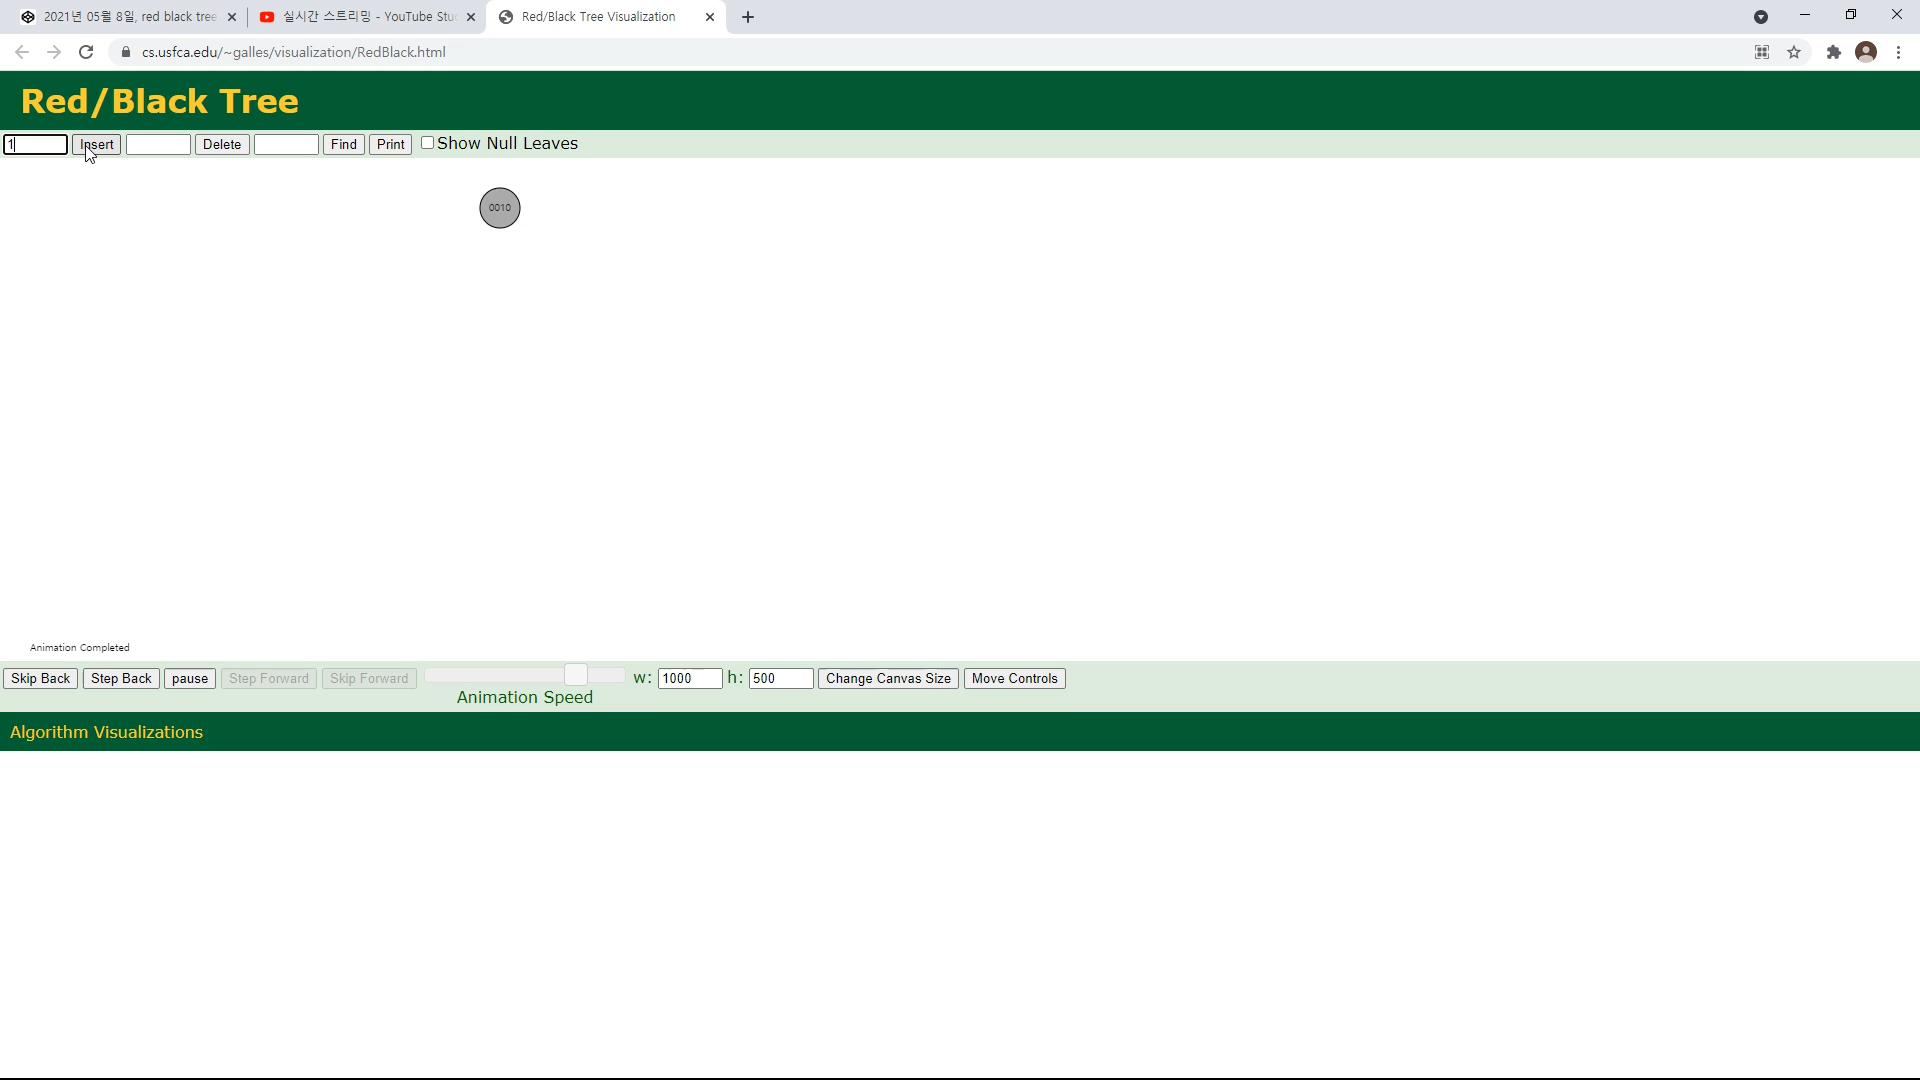 2021년 05월 8일, red black tree
실시간 스트리밍 - YouTube Stu
Red/Black Tree Visualization
cs.usfca.edu/~galles/visualization/RedBlack.html
Red/Black Tree
1 Insert Delete Find Print Show Null Leaves
0010
Animation Completed
Skip Back Step Back pause Step Forward Skip Forward w: 1000 h: 500 Change Canvas Size Move Controls
Animation Speed
Algorithm Visualizations